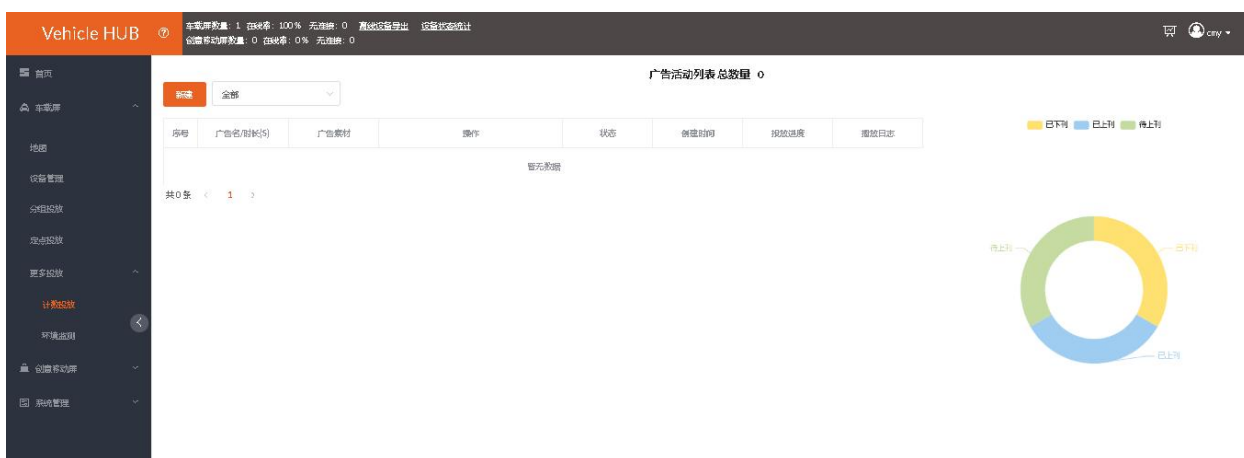 Vehicle HUB
车载屏数量: 1 在线率: 100% 无连接: 0 离线设备导出 设备状态统计
创意移动屏数量: 0 在线率: 0% 无连接: 0
cmy
首页
车载屏
地图
设备管理
分组投放
定点投放
更多投放
计数投放
环境监测
创意移动屏
系统管理
广告活动列表 总数量 0
新建 全部
序号 广告名/时长(S) 广告素材 操作 状态 创建时间 投放进度 播放日志
暂无数据
共0条 1
已下刊 已上刊 待上刊
待上刊
已下刊
已上刊